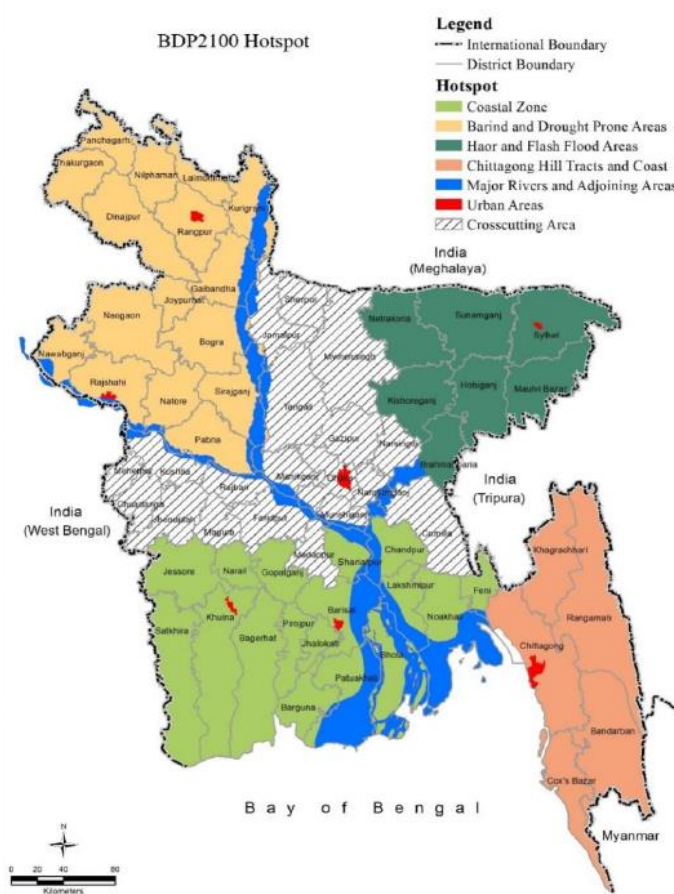 BDP2100 Hotspot
Legend
International Boundary
District Boundary
Hotspot
Coastal Zone
Barind and Drought Prone Areas
Haor and Flash Flood Areas
Chittagong Hill Tracts and Coast
Major Rivers and Adjoining Areas
Urban Areas
Crosscutting Area
Panchagarh
Thakurgaon
Nilphamari
Dinajpur
Rangpur
Kurigram
India
(Meghalaya)
Gaibandha
Joypurhat
Sherpur
Naogaon
Jamalpur
Netrakona
Sunamganj
Sylhet
Bogra
Mymensingh
Nawabganj
Rajshahi
Natore
Sirajganj
Tangail
Kishoreganj
Hobiganj
Maulvi Bazar
Pabna
Gazipur
Narsingdi
Brahmanbaria
India
(Tripura)
Meherpur
Kushtia
Manikganj
Dhaka
Narayanganj
India
(West Bengal)
Chuadanga
Jhenaidah
Rajbari
Faridpur
Munshiganj
Magura
Comilla
Madaripur
Khagrachhari
Jessore
Narail
Gopalganj
Shariatpur
Chandpur
Lakshmipur
Feni
Rangamati
Satkhira
Khulna
Bagerhat
Pirojpur
Barisal
Noakhali
Jhalokati
Bhola
Chittagong
Patuakhali
Barguna
Bandarban
Cox's Bazar
Bay of Bengal
Myanmar
N
0 20 40 80
Kilometers